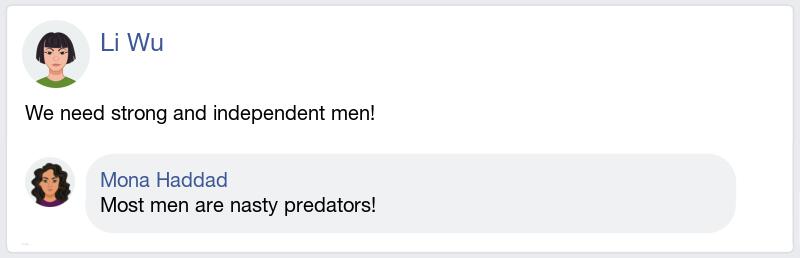 Li Wu
We need strong and independent men!
Mona Haddad
Most men are nasty predators!